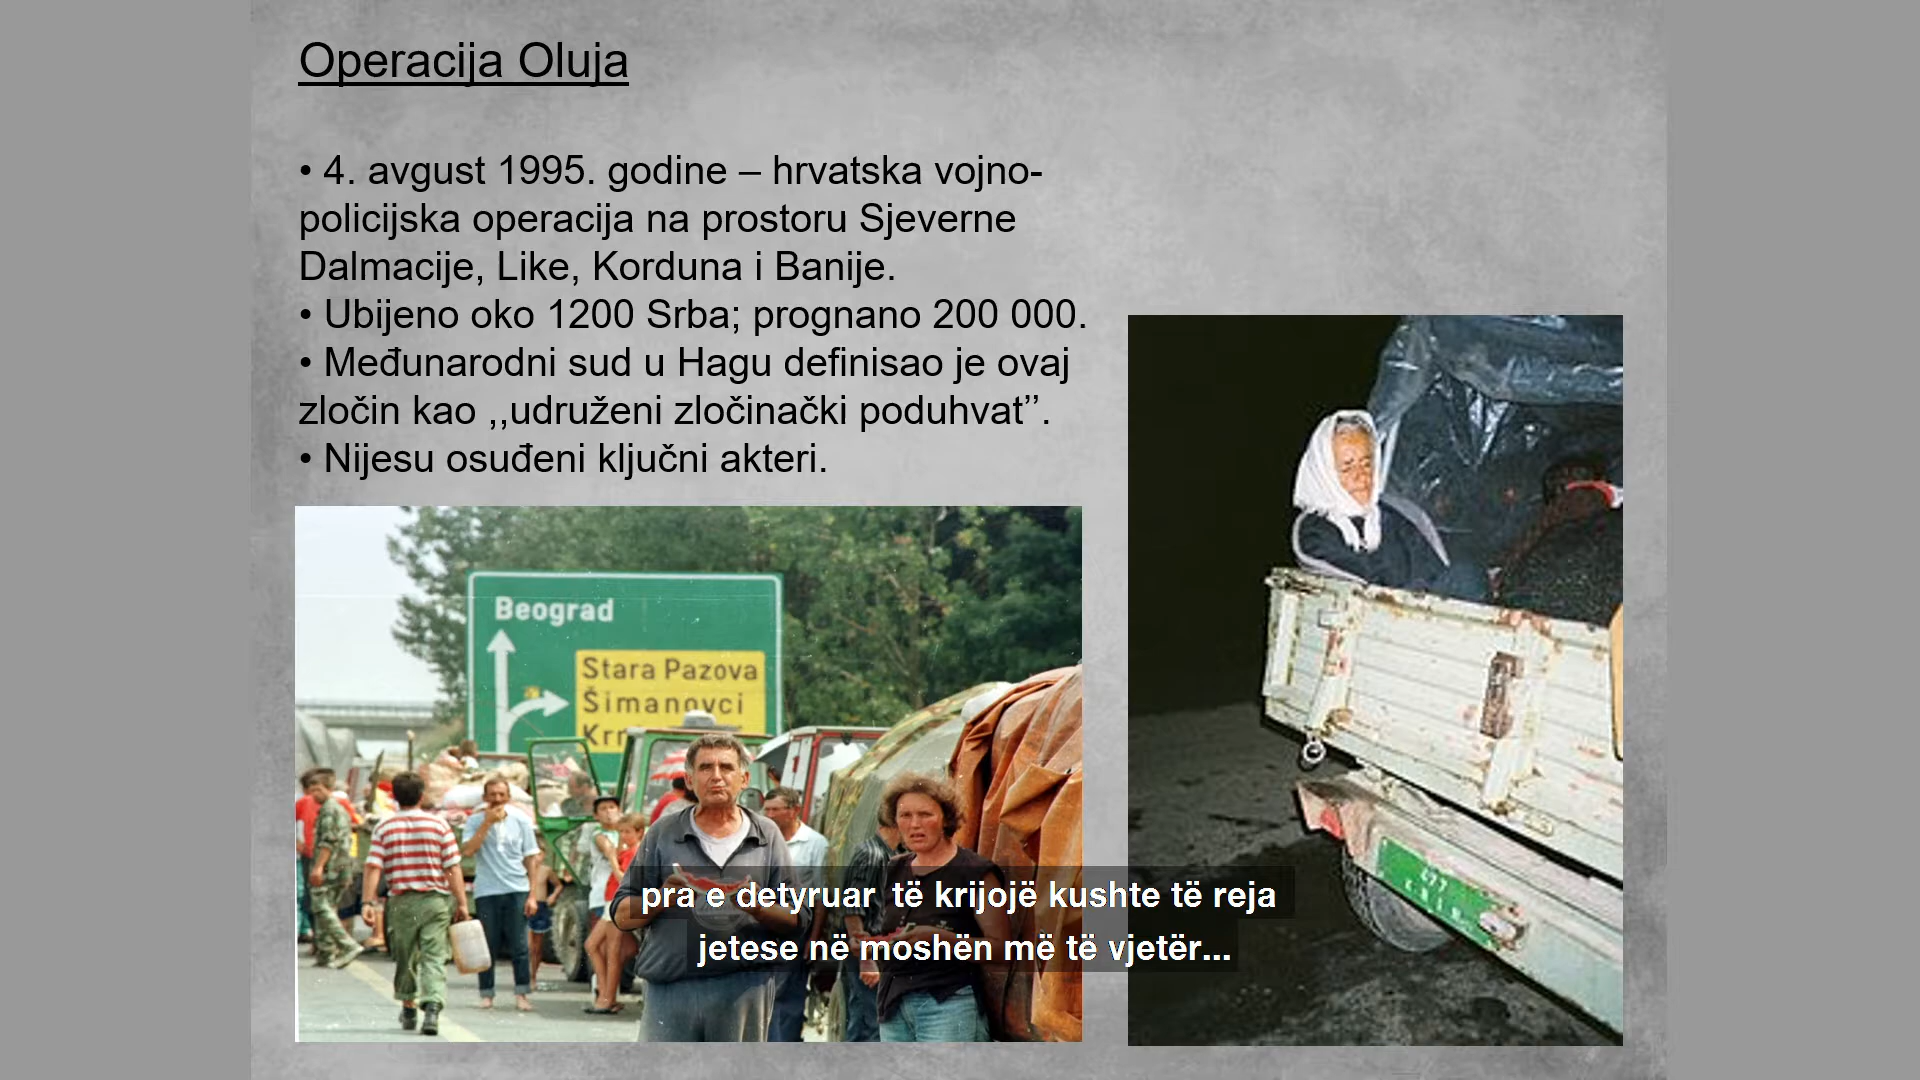 Operacija Oluja
• 4. avgust 1995. godine – hrvatska vojno-
policijska operacija na prostoru Sjeverne
Dalmacije, Like, Korduna i Banije.
• Ubijeno oko 1200 Srba; prognano 200 000.
• Međunarodni sud u Hagu definisao je ovaj
zločin kao ,,udruženi zločinački poduhvat’’.
• Nijesu osuđeni ključni akteri.
Beograd
Stara Pazova
Šimanovci
pra e detyruar të krijojë kushte të reja
jetese në moshën më të vjetër...